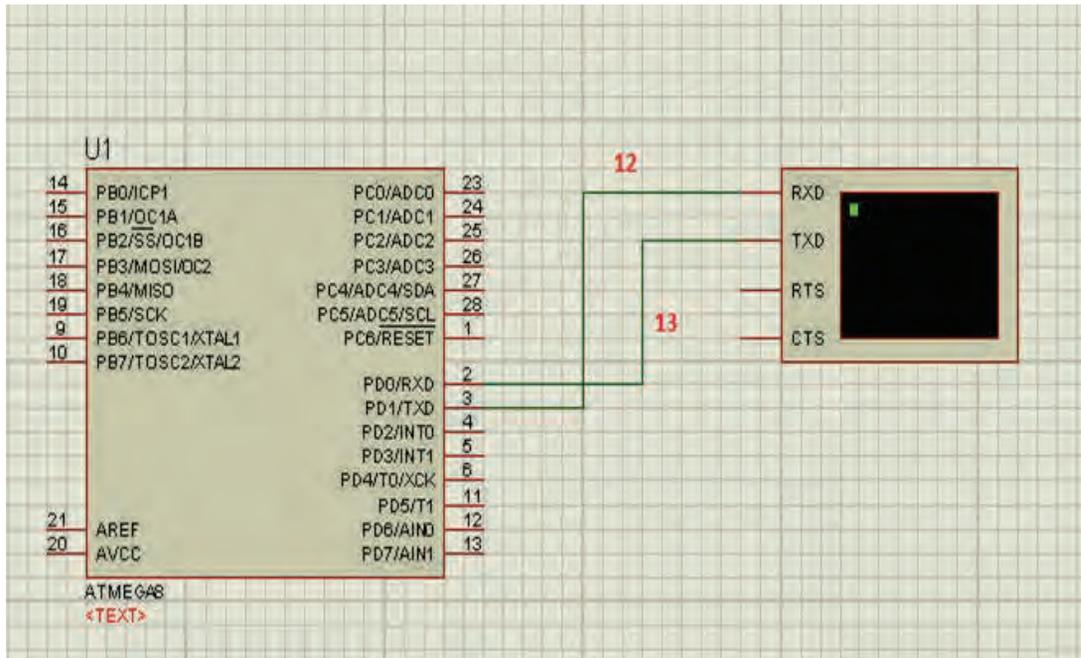 12
U1
14 PB0/ICP1 PC0/ADC0 23
15 PB1/OC1A PC1/ADC1 24
16 PB2/SS/OC1B PC2/ADC2 25
17 PB3/MOSI/OC2 PC3/ADC3 26
18 PB4/MISO PC4/ADC4/SDA 27
19 PB5/SCK PC5/ADC5/SCL 28
9 PB6/TOSC1/XTAL1 PC6/RESET 1
10 PB7/TOSC2/XTAL2
PD0/RXD 2
PD1/TXD 3
PD2/INT0 4
PD3/INT1 5
PD4/T0/XCK 6
PD5/T1 11
21 AREF PD6/AIN0 12
20 AVCC PD7/AIN1 13
ATMEGA8
<TEXT>
13
RXD
TXD
RTS
CTS